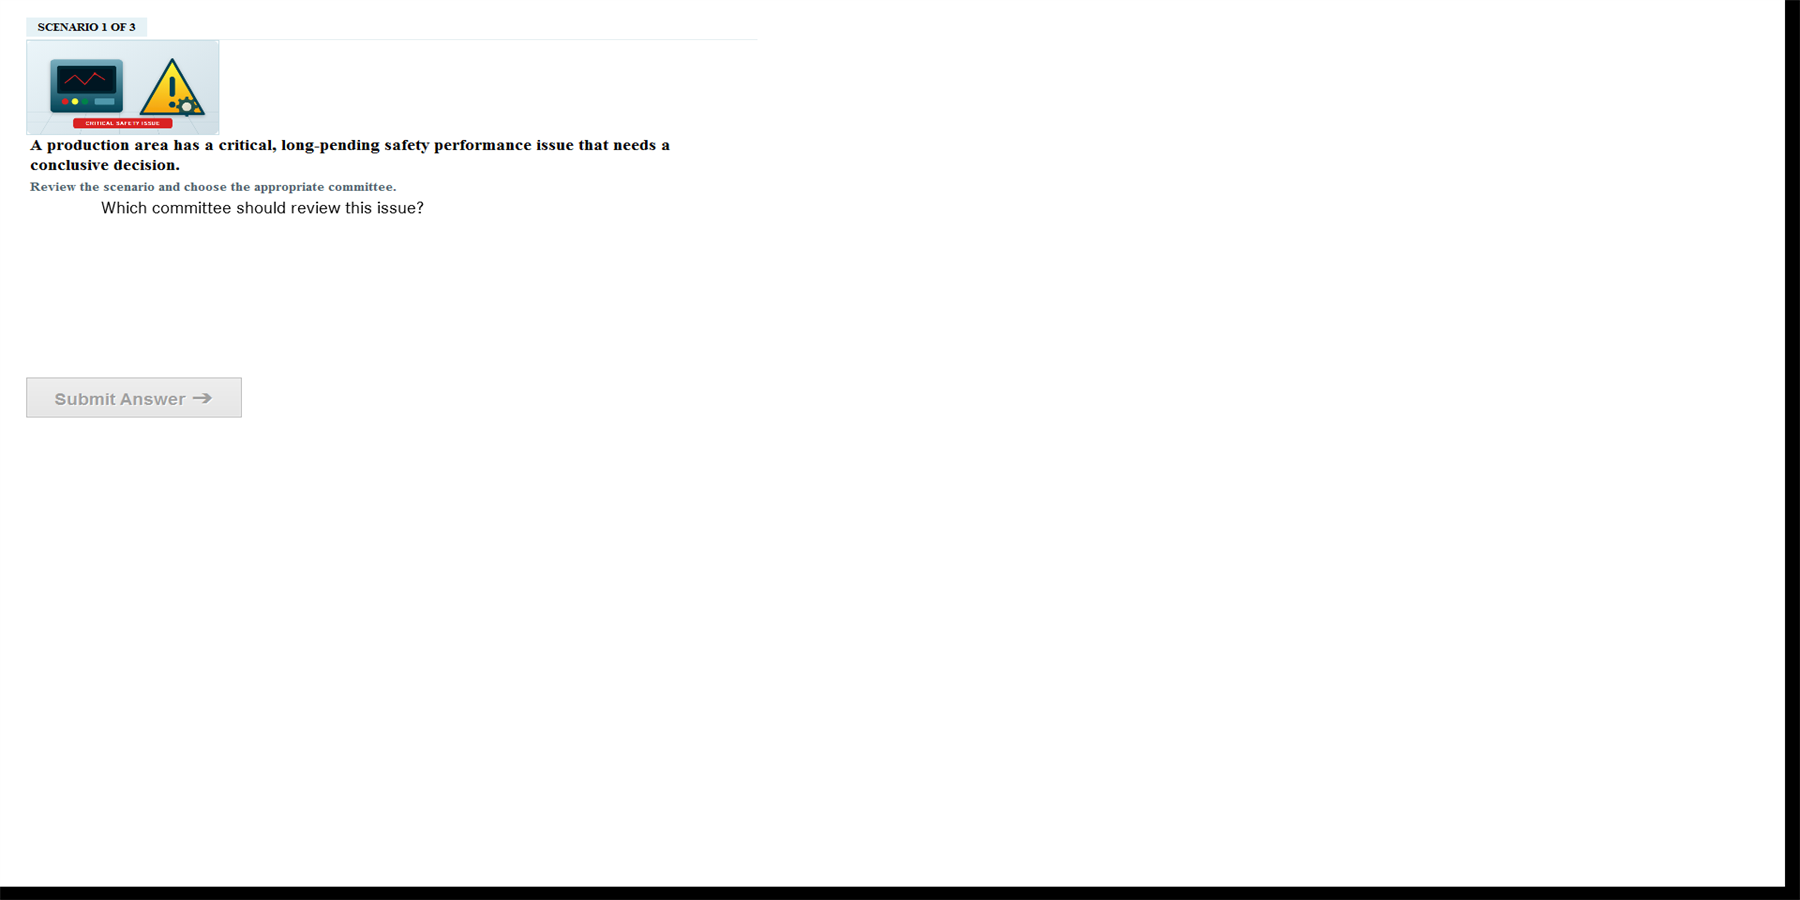 SCENARIO 1 OF 3
CRITICAL SAFETY ISSUE
A production area has a critical, long-pending safety performance issue that needs a
conclusive decision.
Review the scenario and choose the appropriate committee.
Which committee should review this issue?
Submit Answer →